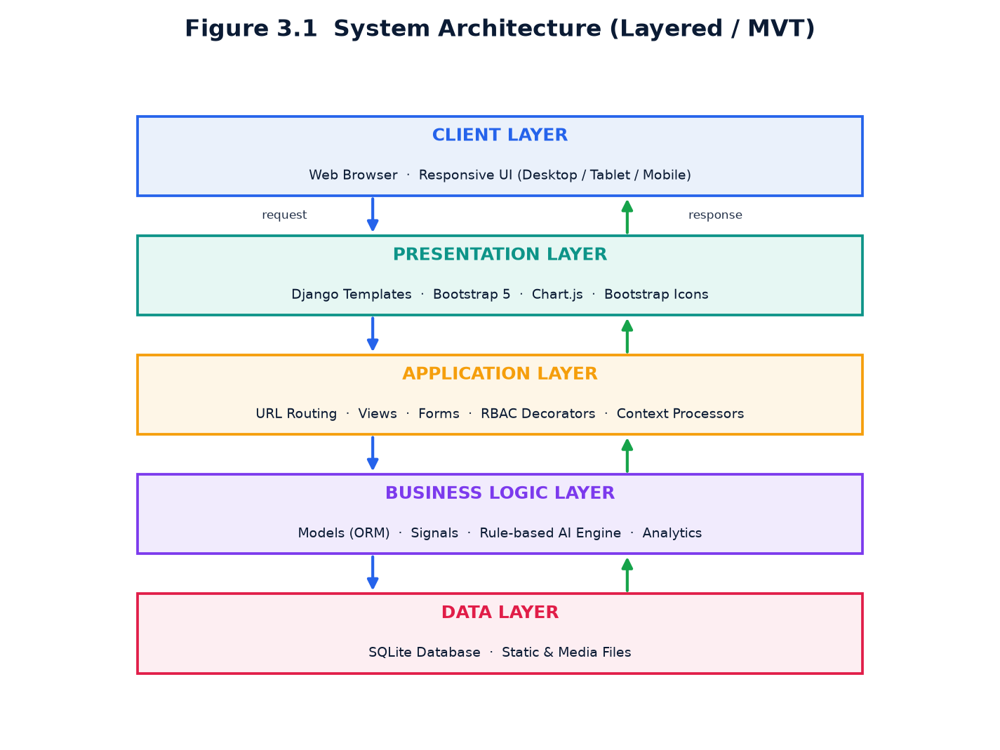 Figure 3.1  System Architecture (Layered / MVT)
CLIENT LAYER
Web Browser  ·  Responsive UI (Desktop / Tablet / Mobile)
request
response
PRESENTATION LAYER
Django Templates  ·  Bootstrap 5  ·  Chart.js  ·  Bootstrap Icons
APPLICATION LAYER
URL Routing  ·  Views  ·  Forms  ·  RBAC Decorators  ·  Context Processors
BUSINESS LOGIC LAYER
Models (ORM)  ·  Signals  ·  Rule-based AI Engine  ·  Analytics
DATA LAYER
SQLite Database  ·  Static & Media Files